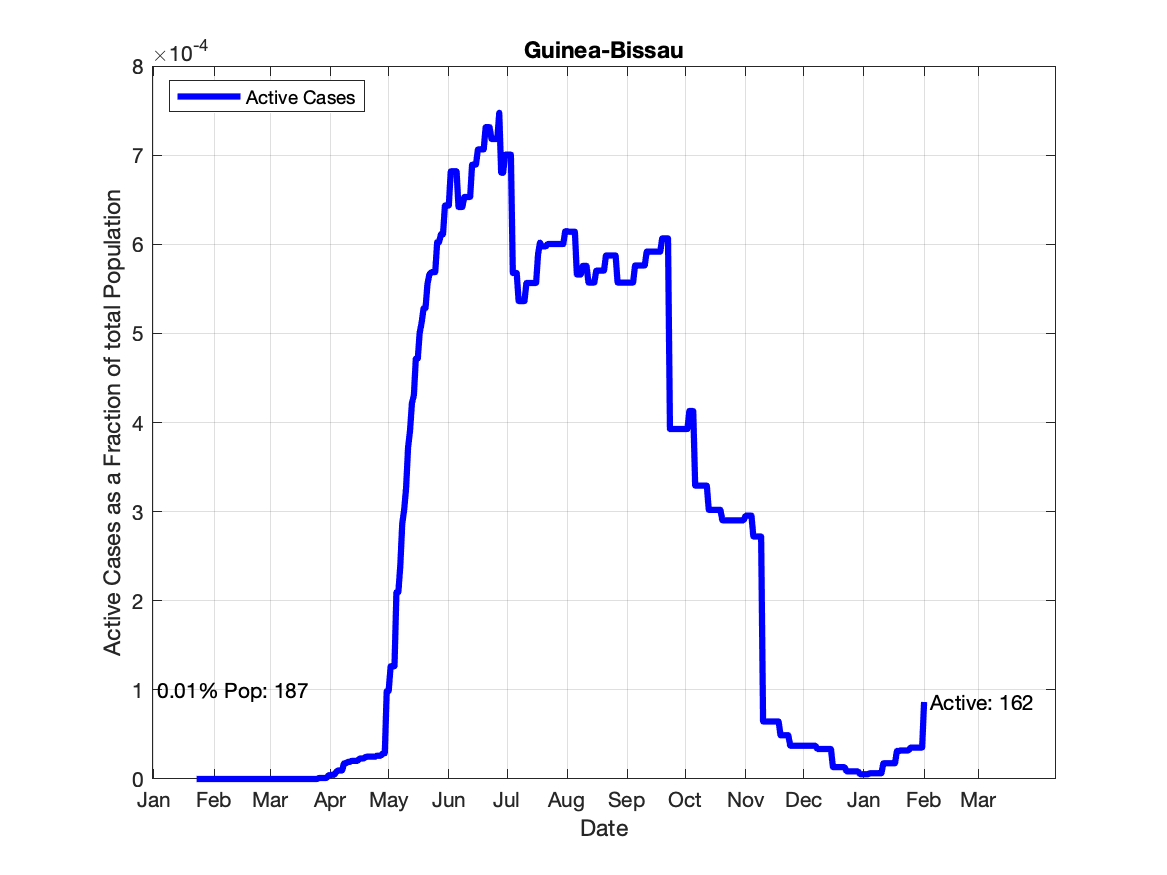 Guinea-Bissau
×10⁻⁴
Active Cases
8
7
6
5
4
3
2
1
0
Active Cases as a Fraction of total Population
0.01% Pop: 187
Active: 162
Jan Feb Mar Apr May Jun Jul Aug Sep Oct Nov Dec Jan Feb Mar
Date